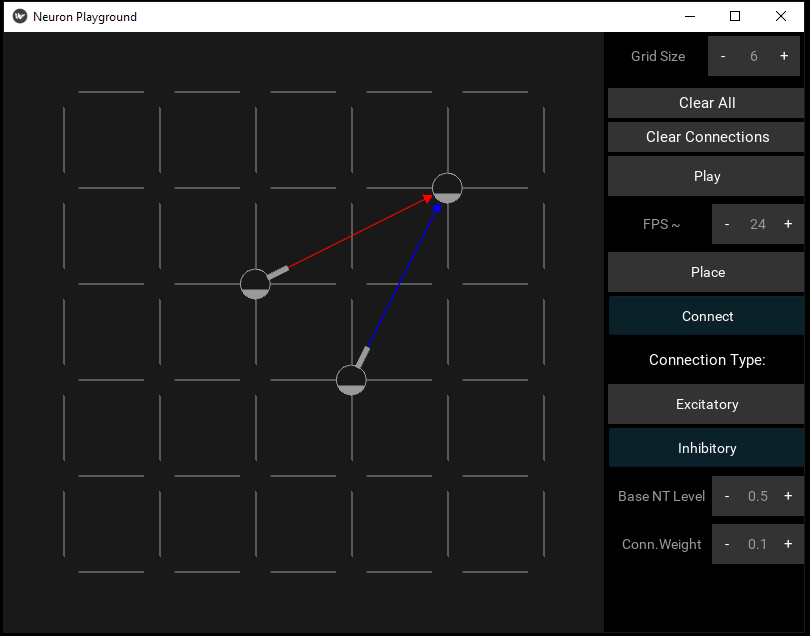 Neuron Playground
Grid Size - 6 +
Clear All
Clear Connections
Play
FPS ~ - 24 +
Place
Connect
Connection Type:
Excitatory
Inhibitory
Base NT Level - 0.5 +
Conn.Weight - 0.1 +